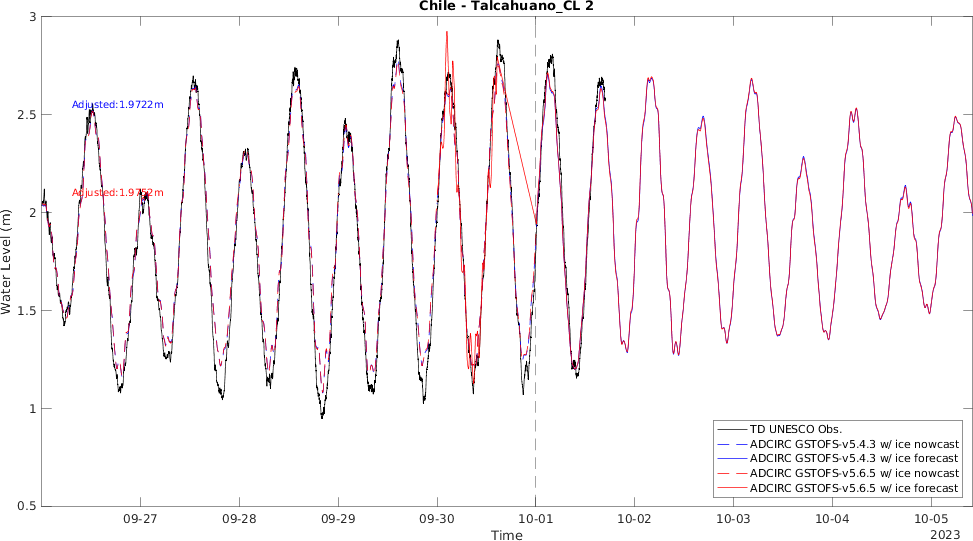 Chile - Talcahuano_CL 2
3
2.5
2
1.5
1
0.5
Water Level (m)
Adjusted:1.9722m
Adjusted:1.9752m
TD UNESCO Obs.
ADCIRC GSTOFS-v5.4.3 w/ ice nowcast
ADCIRC GSTOFS-v5.4.3 w/ ice forecast
ADCIRC GSTOFS-v5.6.5 w/ ice nowcast
ADCIRC GSTOFS-v5.6.5 w/ ice forecast
09-27 09-28 09-29 09-30 10-01 10-02 10-03 10-04 10-05
Time
2023